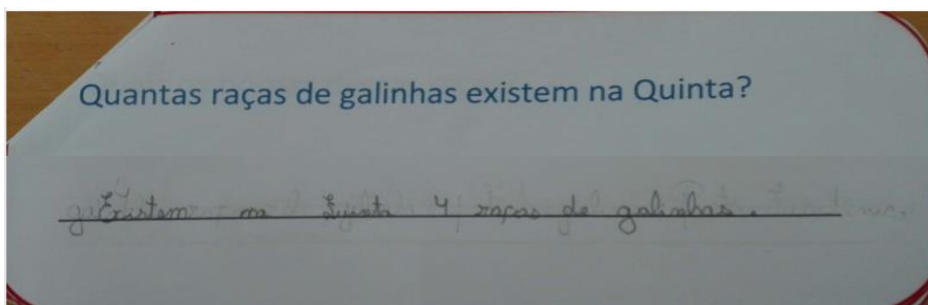 Quantas raças de galinhas existem na Quinta?
Existem na Quinta 4 raças de galinhas.